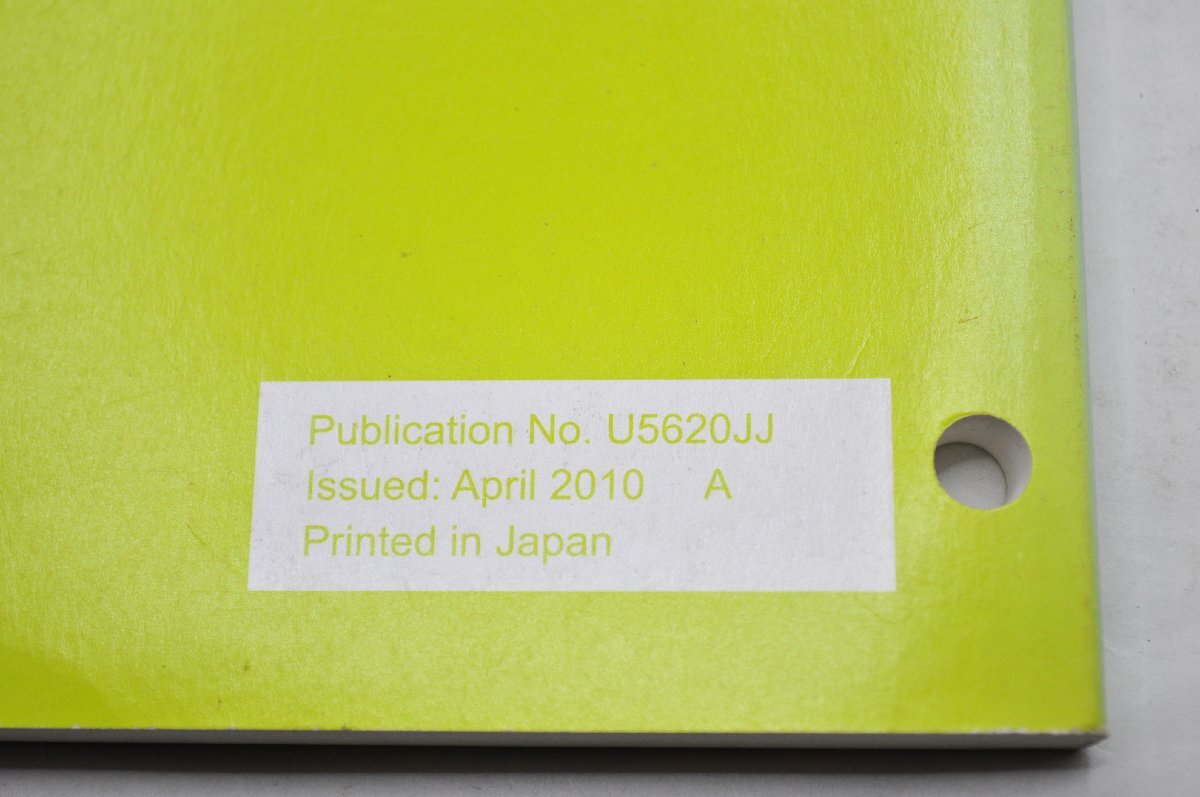 Publication No. U5620JJ
Issued: April 2010 A
Printed in Japan